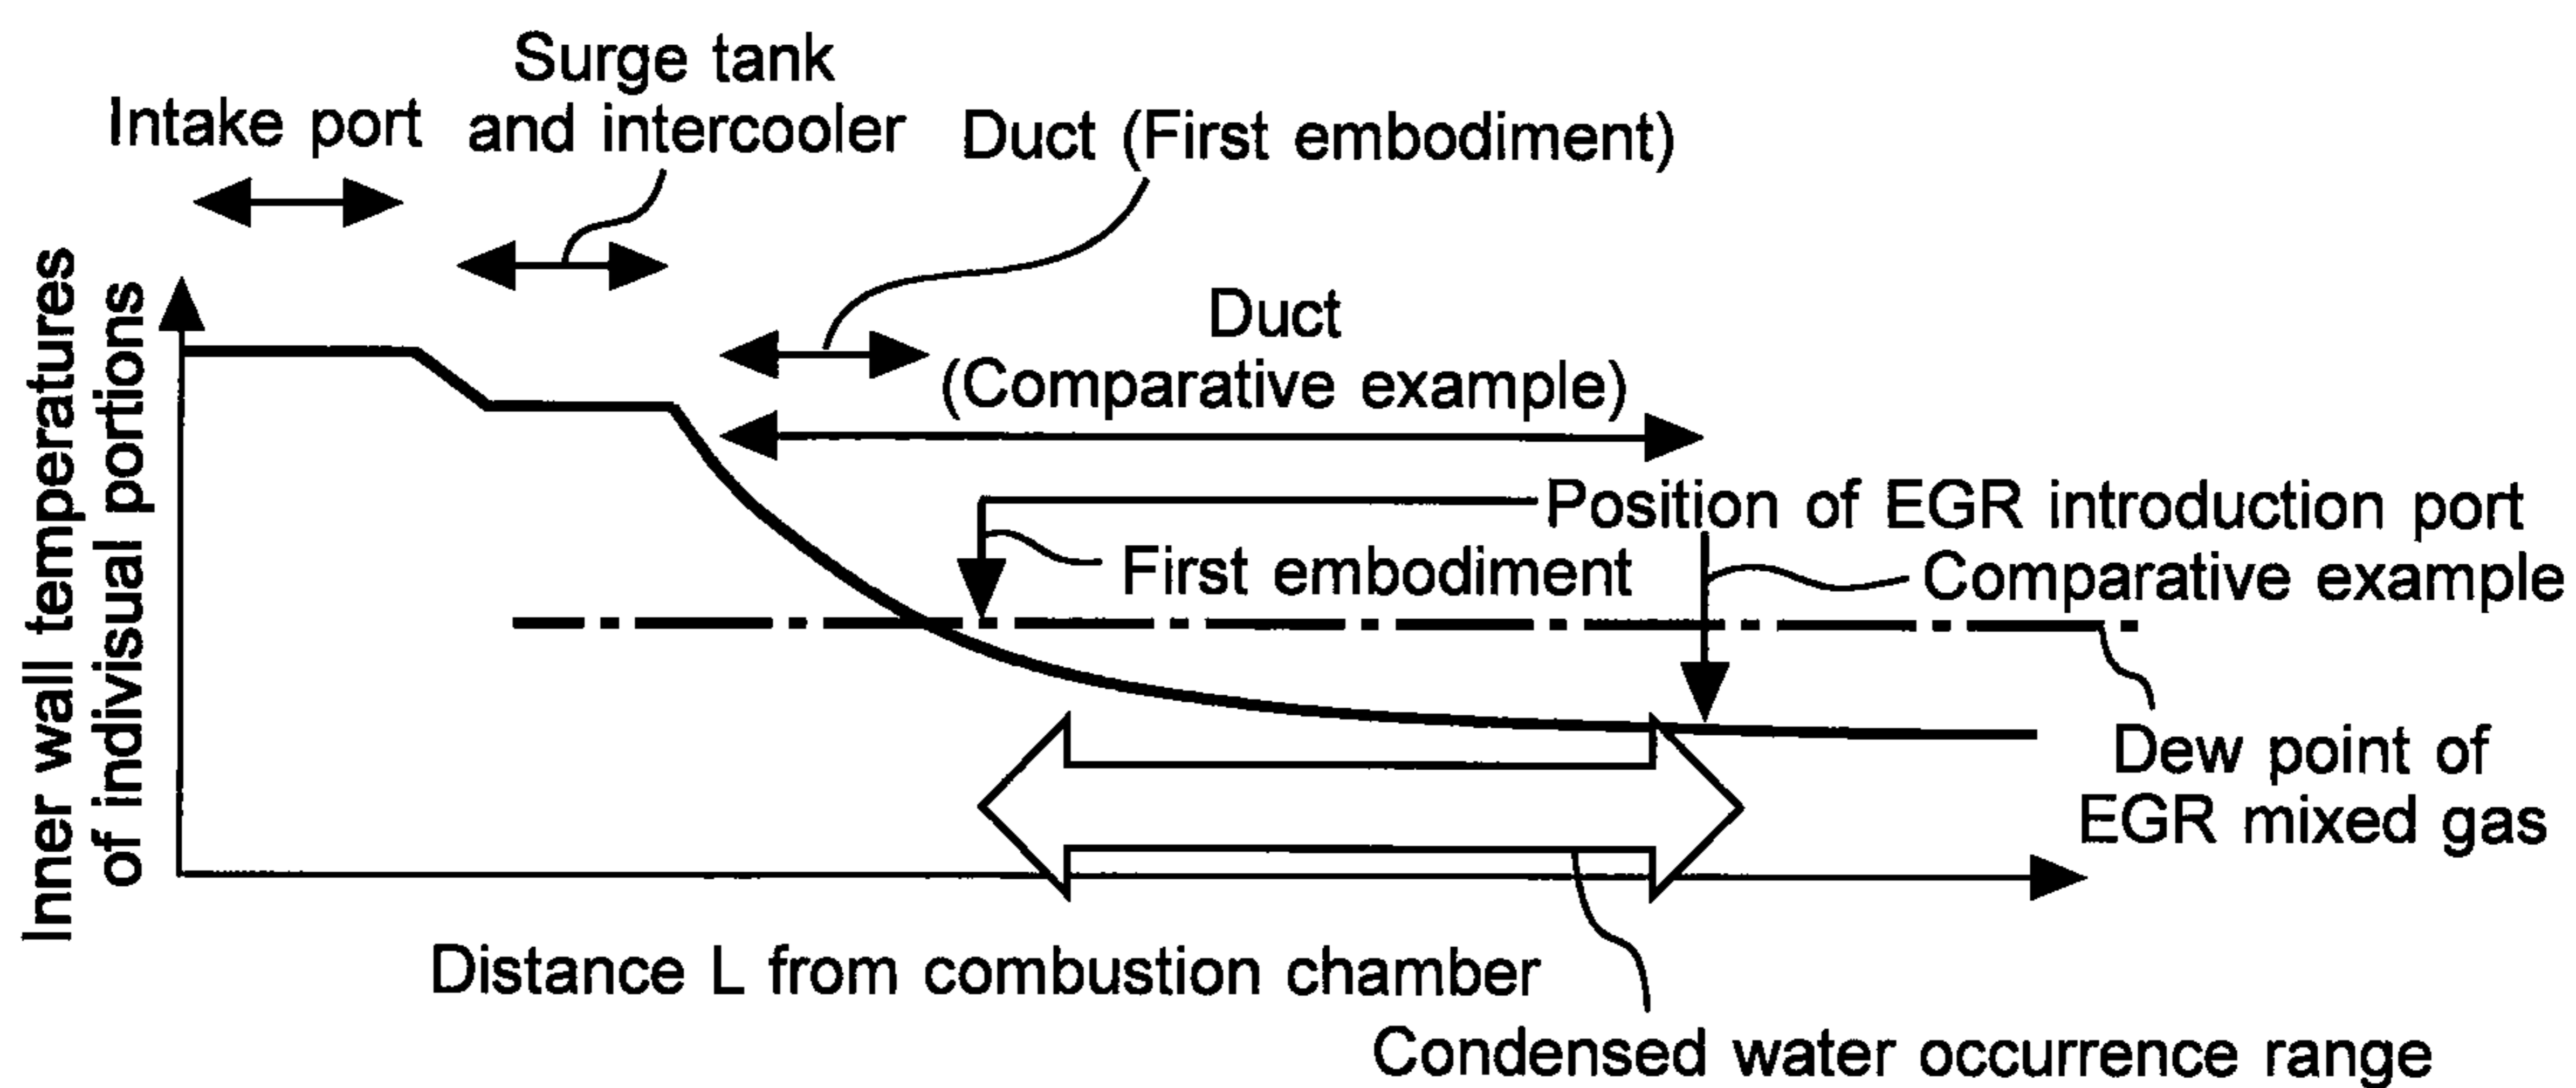 Surge tank
Intake port
and intercooler
Duct (First embodiment)
Duct
(Comparative example)
Position of EGR introduction port
First embodiment
Comparative example
Inner wall temperatures
of indivisual portions
Dew point of
EGR mixed gas
Distance L from combustion chamber
Condensed water occurrence range